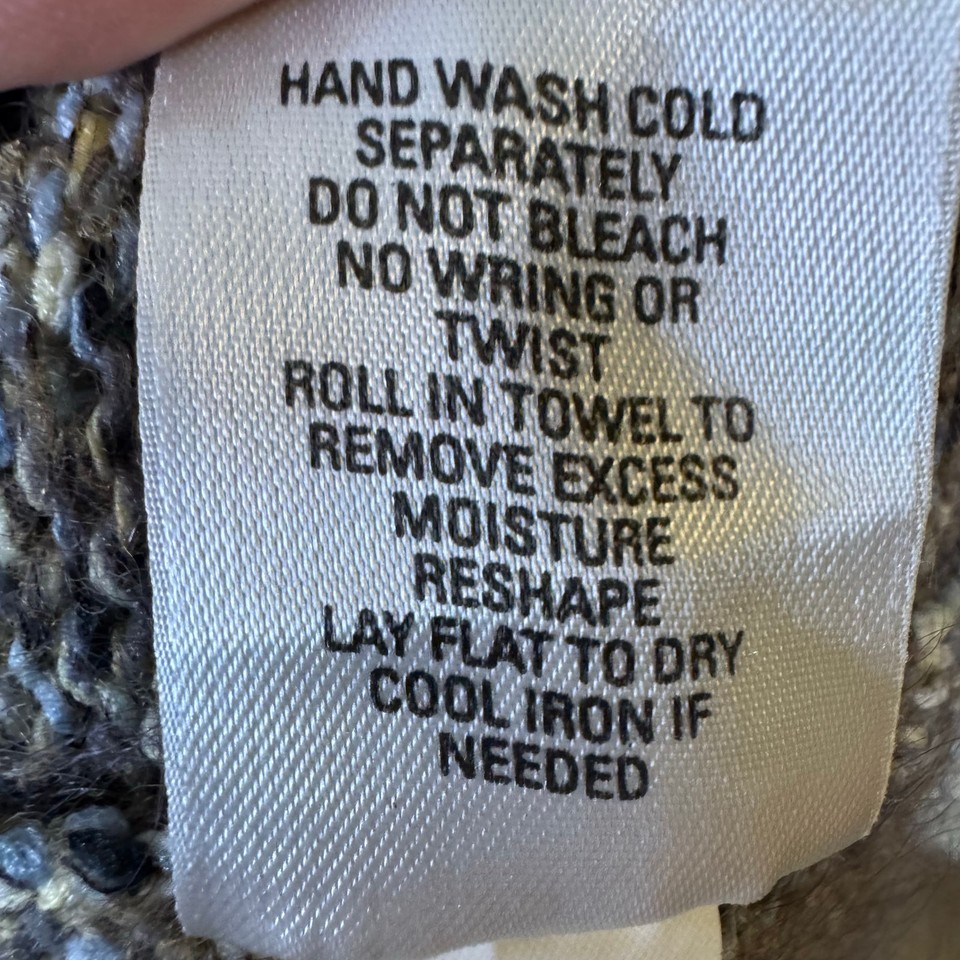 HAND WASH COLD
SEPARATELY
DO NOT BLEACH
NO WRING OR
TWIST
ROLL IN TOWEL TO
REMOVE EXCESS
MOISTURE
RESHAPE
LAY FLAT TO DRY
COOL IRON IF
NEEDED